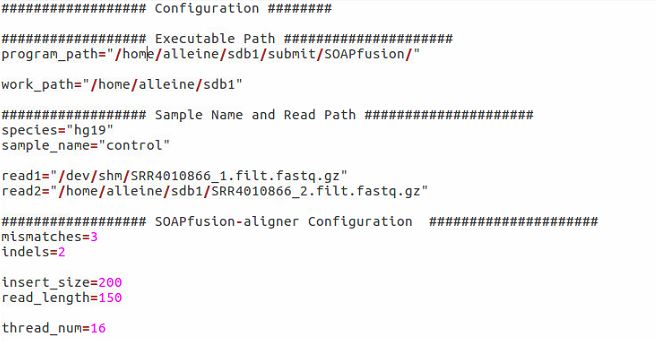 ################## Configuration ########
################## Executable Path #####################
program_path="/home/alleine/sdb1/submit/SOAPfusion/"
work_path="/home/alleine/sdb1"
################## Sample Name and Read Path #####################
species="hg19"
sample_name="control"
read1="/dev/shm/SRR4010866_1.filt.fastq.gz"
read2="/home/alleine/sdb1/SRR4010866_2.filt.fastq.gz"
################## SOAPfusion-aligner Configuration  #####################
mismatches=3
indels=2
insert_size=200
read_length=150
thread_num=16